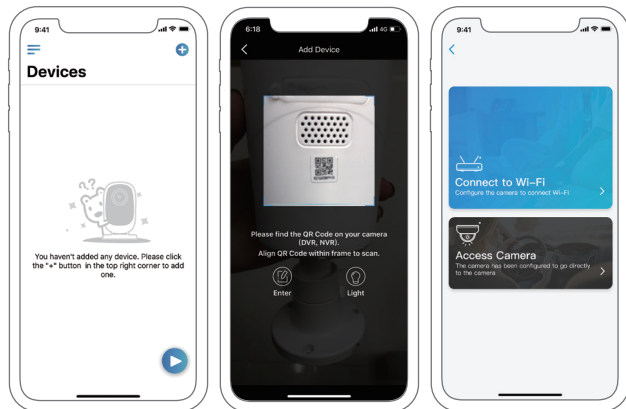 9:41
Devices
You haven't added any device. Please click
the "+" button in the top right corner to add
one.
6:18
4G
Add Device
Please find the QR Code on your camera
(DVR, NVR).
Align QR Code within frame to scan.
Enter
Light
9:41
Connect to Wi-Fi
Configure the camera to connect Wi-Fi
Access Camera
The camera has been configured to go directly
to the camera